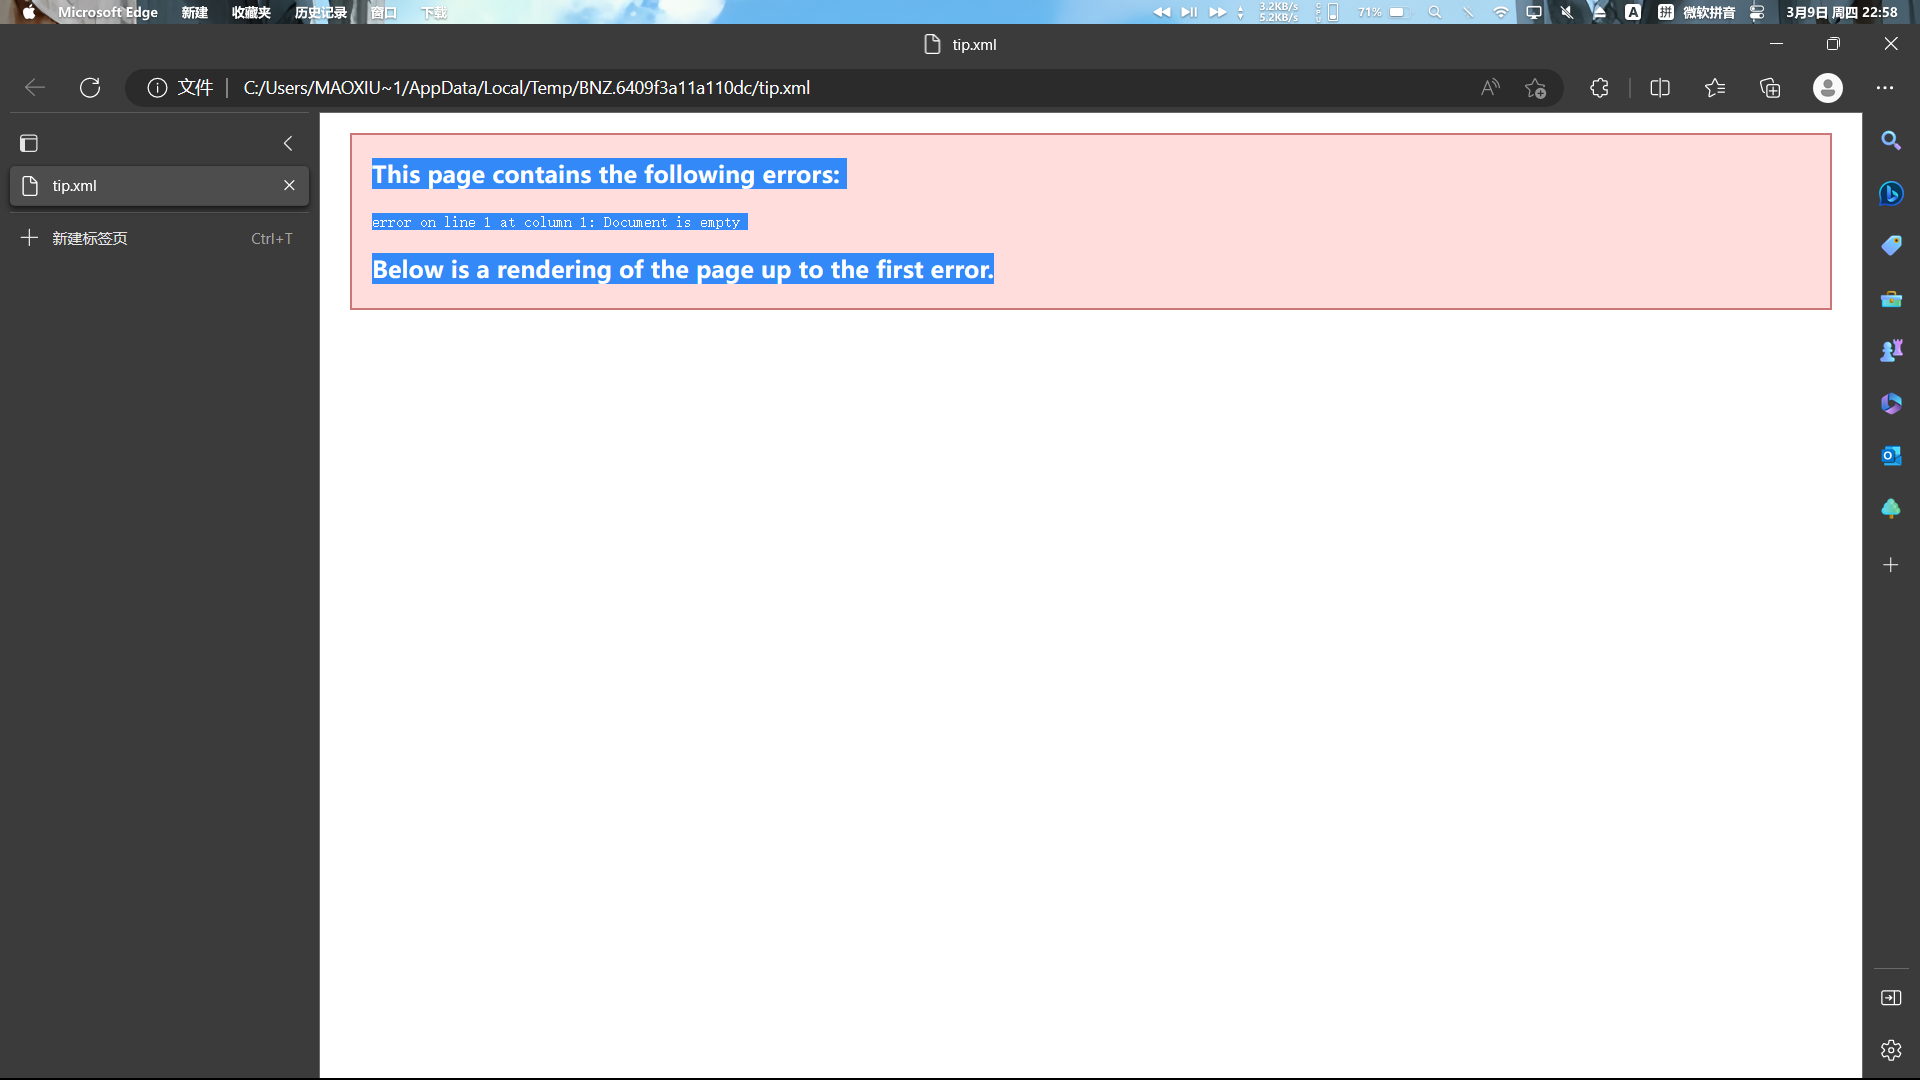 Microsoft Edge 新建 收藏夹 历史记录 窗口 下载 3.2KB/s 5.2KB/s CPU 71% A 拼 微软拼音 3月9日 周四 22:58
tip.xml
文件 C:/Users/MAOXIU~1/AppData/Local/Temp/BNZ.6409f3a11a110dc/tip.xml
tip.xml
新建标签页 Ctrl+T
This page contains the following errors:
error on line 1 at column 1: Document is empty
Below is a rendering of the page up to the first error.